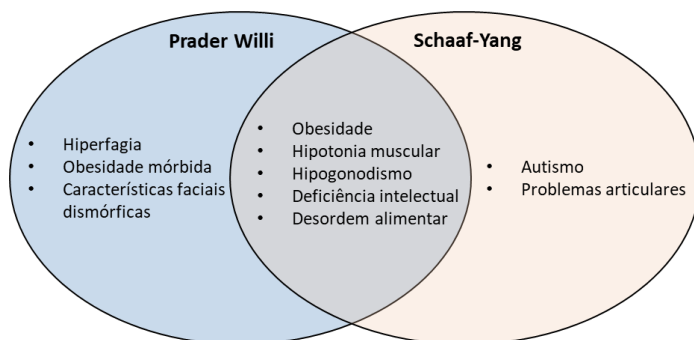 Prader Willi
Schaaf-Yang
• Hiperfagia
• Obesidade mórbida
• Características faciais
dismórficas
• Obesidade
• Hipotonia muscular
• Hipogonodismo
• Deficiência intelectual
• Desordem alimentar
• Autismo
• Problemas articulares